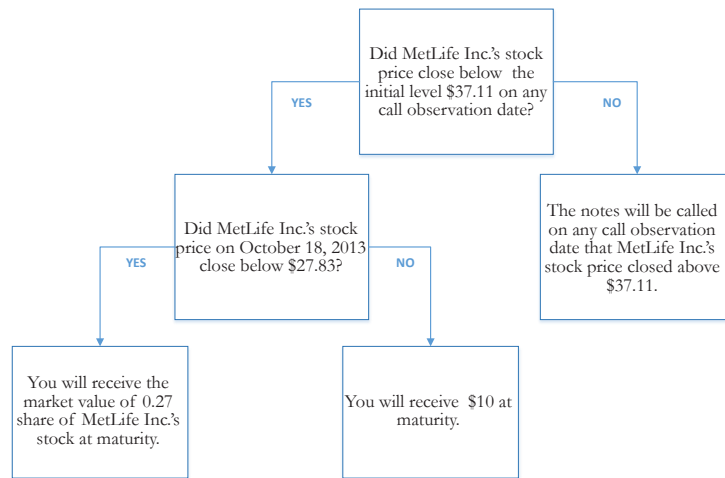 Did MetLife Inc.'s stock
price close below the
initial level $37.11 on any
call observation date?
YES
NO
Did MetLife Inc.'s stock
price on October 18, 2013
close below $27.83?
The notes will be called
on any call observation
date that MetLife Inc.'s
stock price closed above
$37.11.
YES
NO
You will receive the
market value of 0.27
share of MetLife Inc.'s
stock at maturity.
You will receive $10 at
maturity.